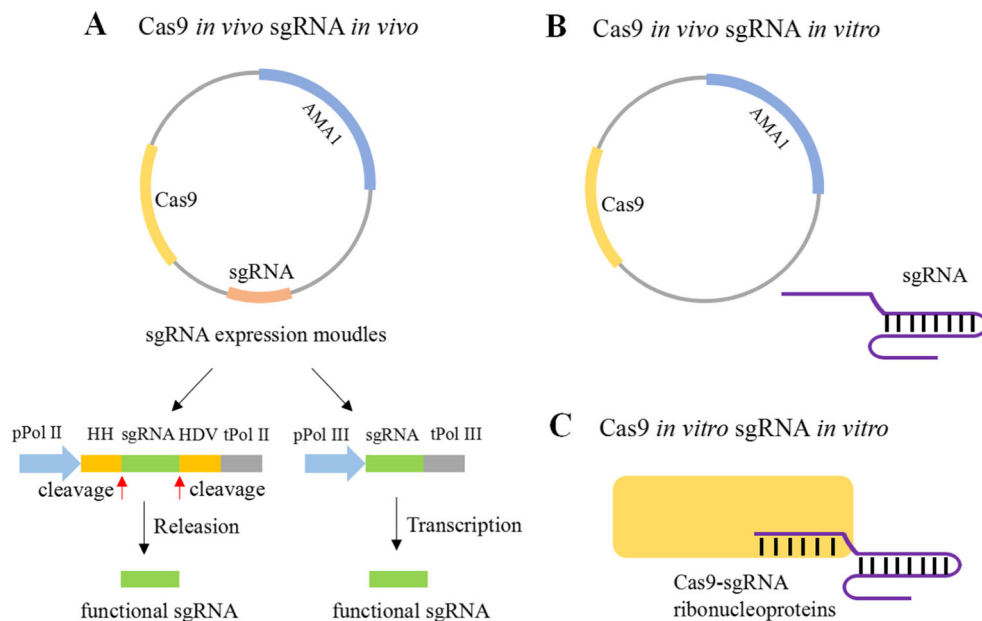 A Cas9 in vivo sgRNA in vivo
AMA1
Cas9
sgRNA
sgRNA expression moudles
pPol II HH sgRNA HDV tPol II
cleavage cleavage
Releasion
functional sgRNA
pPol III sgRNA tPol III
Transcription
functional sgRNA
B Cas9 in vivo sgRNA in vitro
AMA1
Cas9
sgRNA
C Cas9 in vitro sgRNA in vitro
Cas9-sgRNA
ribonucleoproteins